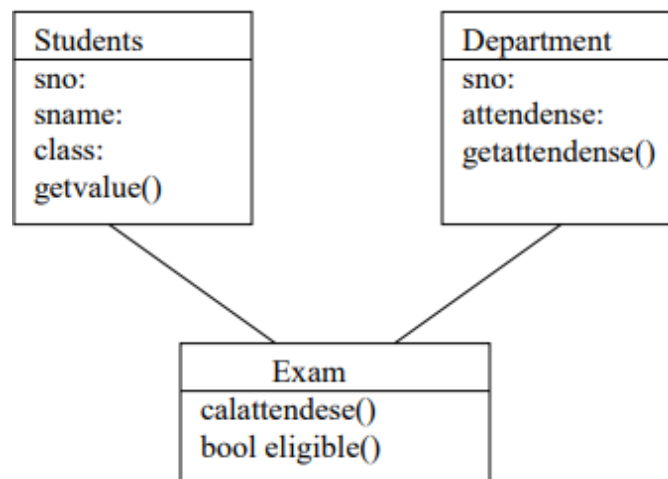 Students
sno:
sname:
class:
getvalue()
Department
sno:
attendense:
getattendense()
Exam
calattendese()
bool eligible()